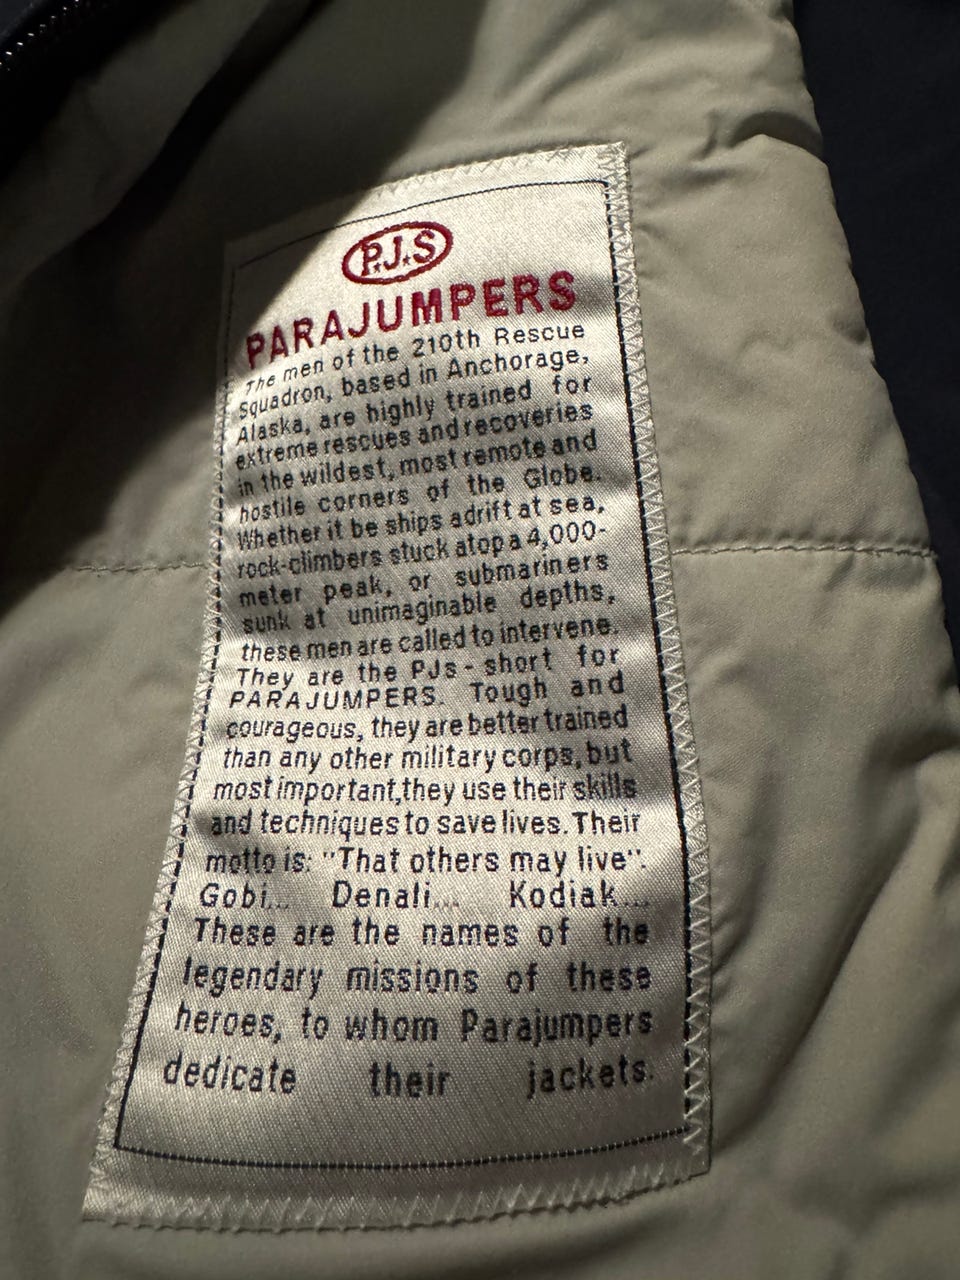 P.J.S
PARAJUMPERS
The men of the 210th Rescue
Squadron, based in Anchorage,
Alaska, are highly trained for
extreme rescues and recoveries
in the wildest, most remote and
hostile corners of the Globe.
Whether it be ships adrift at sea,
rock-climbers stuck atop a 4,000-
meter peak, or submariners
sunk at unimaginable depths,
these men are called to intervene.
They are the PJs - short for
PARAJUMPERS. Tough and
courageous, they are better trained
than any other military corps, but
most important,they use their skills
and techniques to save lives. Their
motto is: "That others may live".
Gobi... Denali... Kodiak...
These are the names of the
legendary missions of these
heroes, to whom Parajumpers
dedicate their jackets.